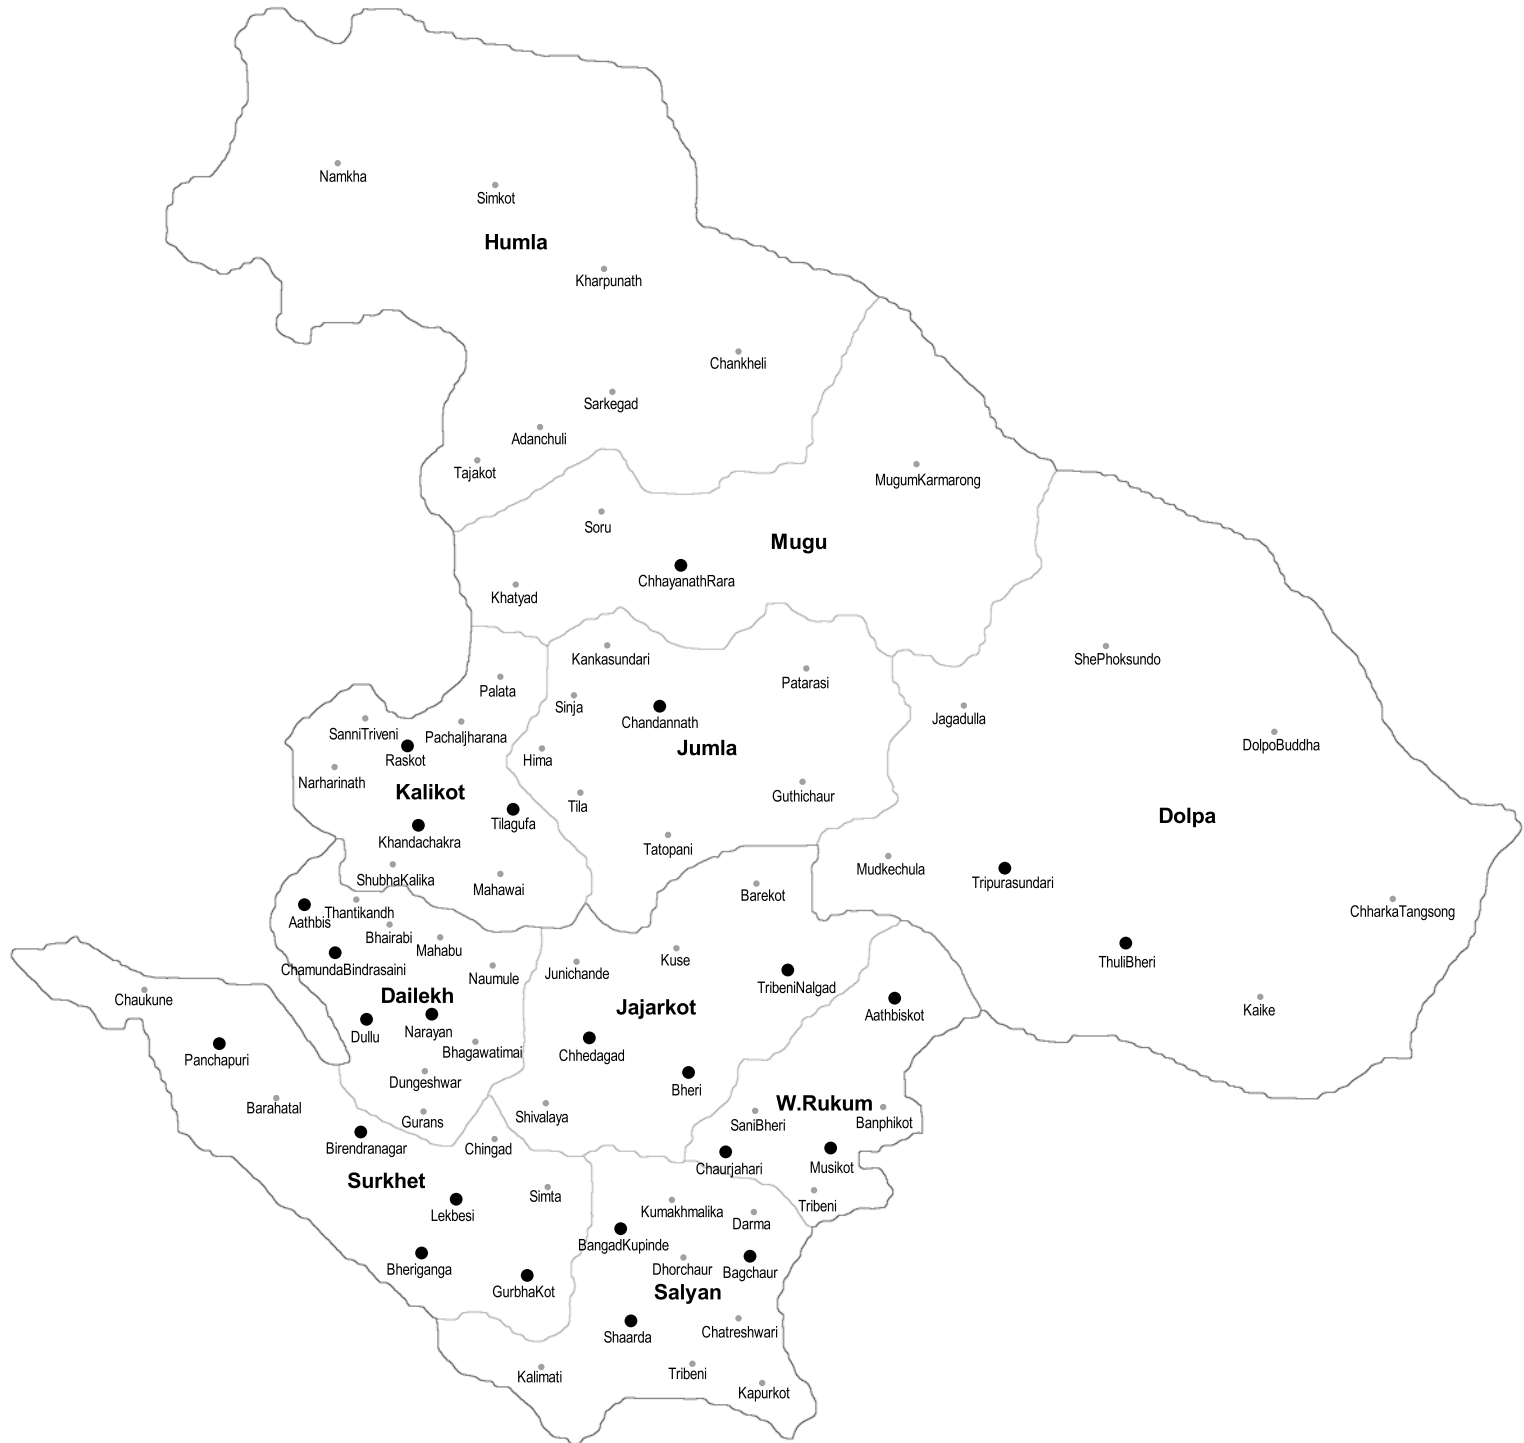 Namkha
Simkot
Humla
Kharpunath
Chankheli
Sarkegad
Adanchuli
Tajakot
MugumKarmarong
Soru
Mugu
ChhayanathRara
Khatyad
Kankasundari
ShePhoksundo
Patarasi
Palata
Sinja
Chandannath
Jagadulla
SanniTriveni
Pachaljharana
DolpoBuddha
Jumla
Raskot
Hima
Narharinath
Kalikot
Guthichaur
Tila
Dolpa
Tilagufa
Khandachakra
Tatopani
Mudkechula
ShubhaKalika
Mahawai
Tripurasundari
Barekot
Thantikandh
ChharkaTangsong
Aathbis
Bhairabi
Mahabu
Kuse
ThuliBheri
ChamundaBindrasaini
Naumule
Junichande
TribeniNalgad
Dailekh
Chaukune
Jajarkot
Kaike
Aathbiskot
Narayan
Dullu
Bhagawatimai
Chhedagad
Panchapuri
Dungeshwar
Bheri
W.Rukum
Barahatal
Gurans
Shivalaya
SaniBheri
Banphikot
Birendranagar
Chingad
Chaurjahari
Musikot
Surkhet
Simta
Tribeni
Kumakhmalika
Lekbesi
Darma
BangadKupinde
Bheriganga
Dhorchaur
Bagchaur
GurbhaKot
Salyan
Shaarda
Chatreshwari
Kalimati
Tribeni
Kapurkot